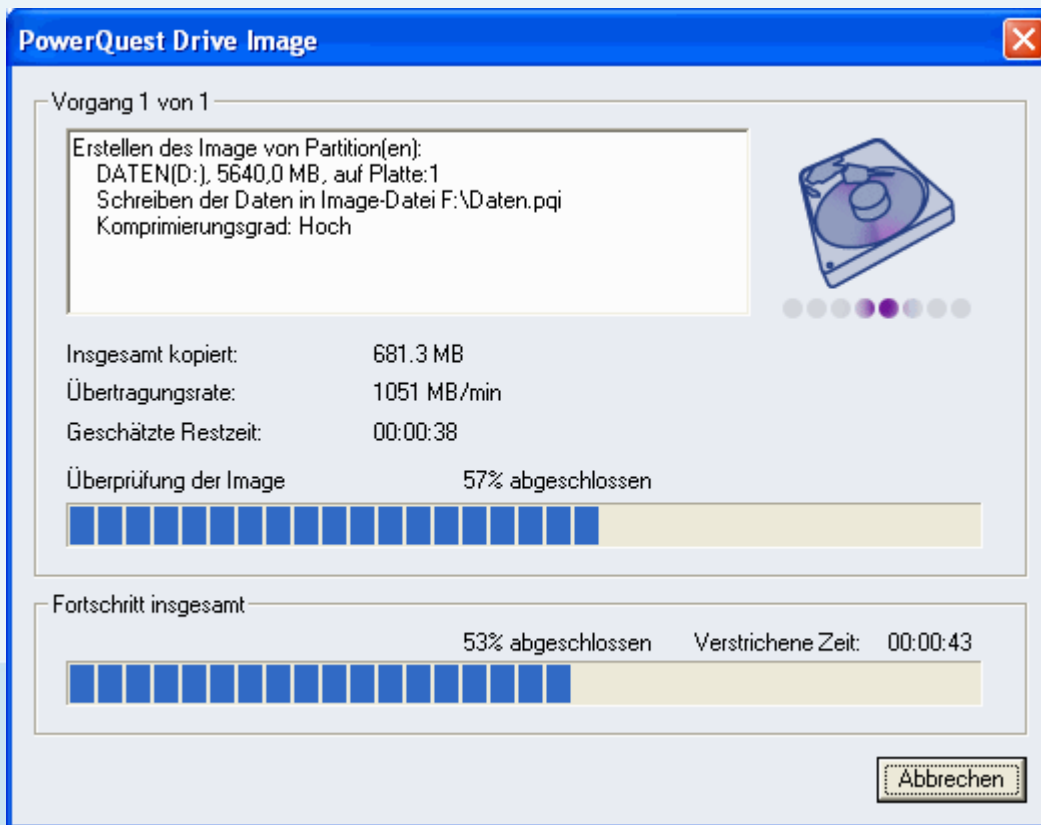 PowerQuest Drive Image
Vorgang 1 von 1
Erstellen des Image von Partition(en):
DATEN(D:), 5640,0 MB, auf Platte:1
Schreiben der Daten in Image-Datei F:\Daten.pqi
Komprimierungsgrad: Hoch
Insgesamt kopiert: 681.3 MB
Übertragungsrate: 1051 MB/min
Geschätzte Restzeit: 00:00:38
Überprüfung der Image 57% abgeschlossen
Fortschritt insgesamt
53% abgeschlossen Verstrichene Zeit: 00:00:43
Abbrechen